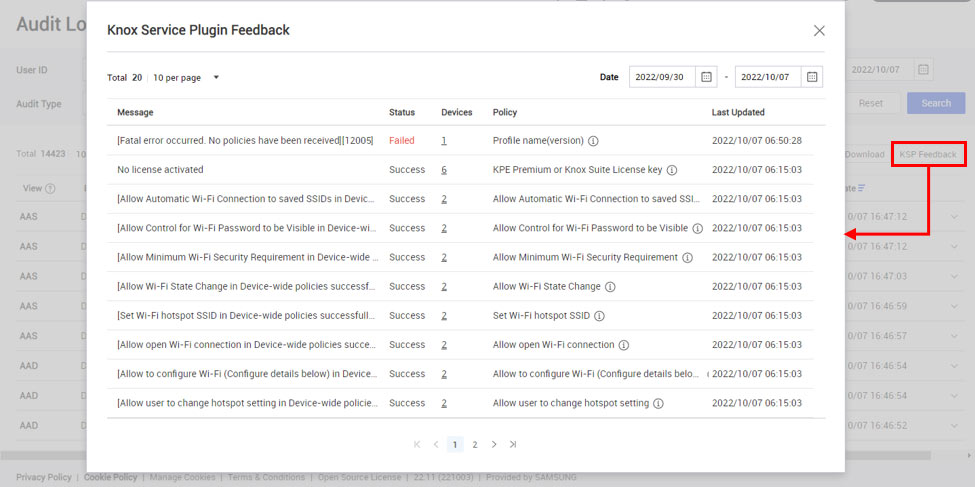 Audit Lo
Knox Service Plugin Feedback
User ID
Total 20 10 per page
Date 2022/09/30 - 2022/10/07
2022/10/07
Audit Type
Reset Search
Message Status Devices Policy Last Updated
[Fatal error occurred. No policies have been received][12005] Failed 1 Profile name(version) 2022/10/07 06:50:28
Total 14423 10
Download KSP Feedback
No license activated Success 6 KPE Premium or Knox Suite License key 2022/10/07 06:15:03
View
ate
[Allow Automatic Wi-Fi Connection to saved SSIDs in Devic... Success 2 Allow Automatic Wi-Fi Connection to saved SSI... 2022/10/07 06:15:03
AAS D 0/07 16:47:12
[Allow Control for Wi-Fi Password to be Visible in Device-wi... Success 2 Allow Control for Wi-Fi Password to be Visible 2022/10/07 06:15:03
AAS D 0/07 16:47:12
[Allow Minimum Wi-Fi Security Requirement in Device-wide ... Success 2 Allow Minimum Wi-Fi Security Requirement 2022/10/07 06:15:03
AAS D 0/07 16:47:03
[Allow Wi-Fi State Change in Device-wide policies successf... Success 2 Allow Wi-Fi State Change 2022/10/07 06:15:03
AAS D 0/07 16:46:59
[Set Wi-Fi hotspot SSID in Device-wide policies successfull... Success 2 Set Wi-Fi hotspot SSID 2022/10/07 06:15:03
AAS D 0/07 16:46:57
[Allow open Wi-Fi connection in Device-wide policies succe... Success 2 Allow open Wi-Fi connection 2022/10/07 06:15:03
AAD D 0/07 16:46:54
[Allow to configure Wi-Fi (Configure details below) in Device... Success 2 Allow to configure Wi-Fi (Configure details belo... 2022/10/07 06:15:03
AAD D 0/07 16:46:54
[Allow user to change hotspot setting in Device-wide policie... Success 2 Allow user to change hotspot setting 2022/10/07 06:15:03
AAD D 0/07 16:46:52
1 2
Privacy Policy | Cookie Policy | Manage Cookies | Terms & Conditions | Open Source License | 22.11 (221003) | Provided by SAMSUNG